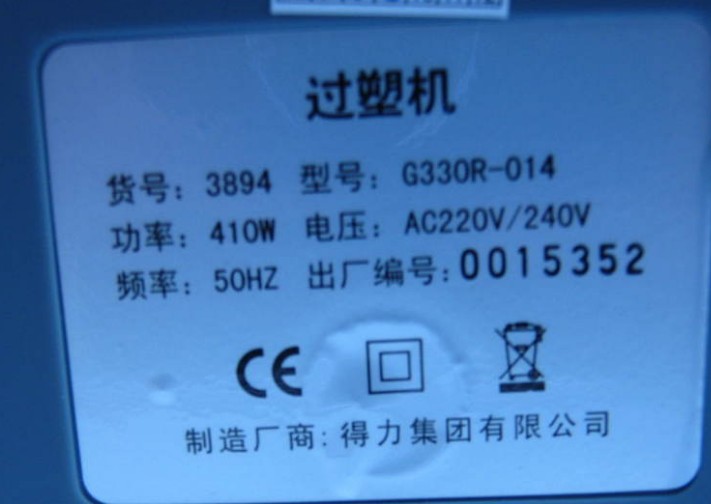 过塑机
货号：3894 型号：G330R-014
功率：410W 电压：AC220V/240V
频率：50HZ 出厂编号：0015352
CE
制造厂商：得力集团有限公司